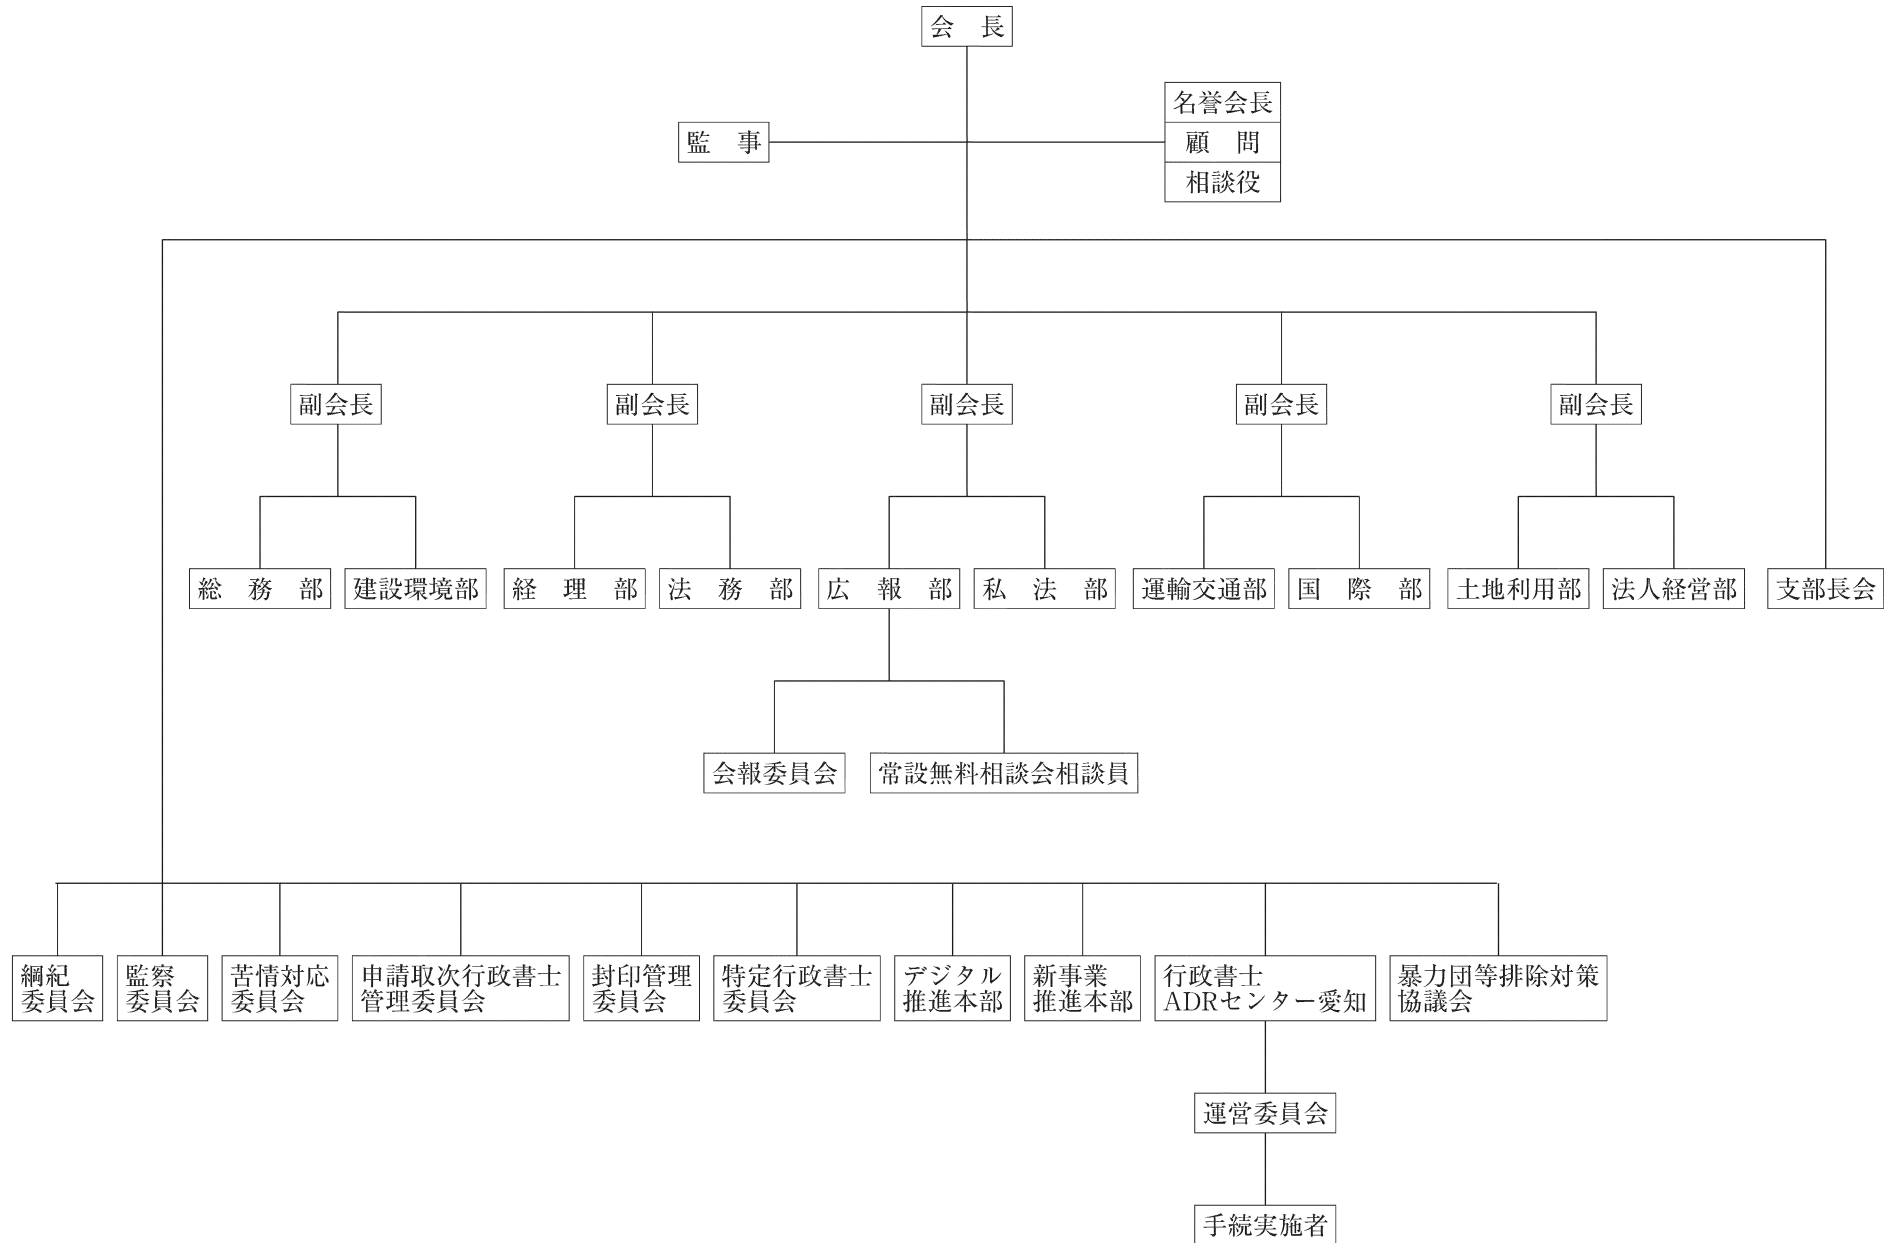 会　長
名誉会長
監　事
顧　問
相談役
副会長
副会長
副会長
副会長
副会長
総　務　部
建設環境部
経　理　部
法　務　部
広　報　部
私　法　部
運輸交通部
国　際　部
土地利用部
法人経営部
支部長会
会報委員会
常設無料相談会相談員
綱紀
委員会
監察
委員会
苦情対応
委員会
申請取次行政書士
管理委員会
封印管理
委員会
特定行政書士
委員会
デジタル
推進本部
新事業
推進本部
行政書士
ADRセンター愛知
暴力団等排除対策
協議会
運営委員会
手続実施者